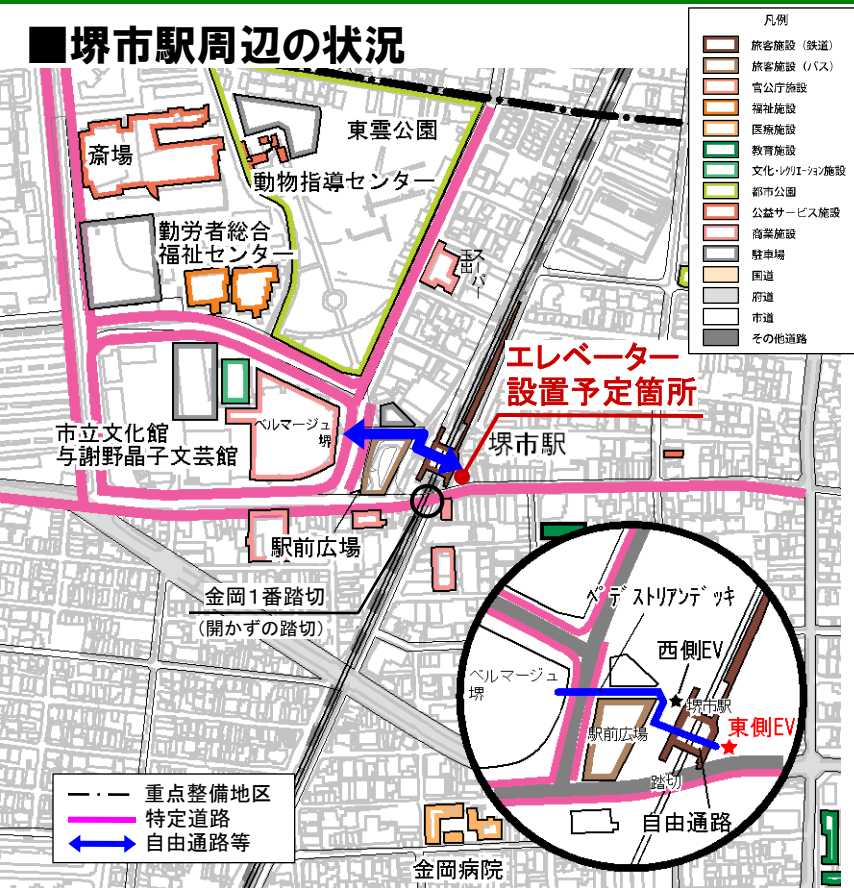 ■堺市駅周辺の状況
凡例
旅客施設（鉄道）
旅客施設（バス）
官公庁施設
福祉施設
医療施設
教育施設
文化・レクリエーション施設
都市公園
公益サービス施設
商業施設
駐車場
国道
府道
市道
その他道路
斎場
東雲公園
動物指導センター
勤労者総合
福祉センター
スーパー
玉出
エレベーター
設置予定箇所
ベルマージュ
堺
市立文化館
与謝野晶子文芸館
堺市駅
駅前広場
金岡1番踏切
(開かずの踏切)
ペデストリアンデッキ
西側EV
ベルマージュ
堺
堺市駅
東側EV
駅前広場
踏切
自由通路
重点整備地区
特定道路
自由通路等
金岡病院